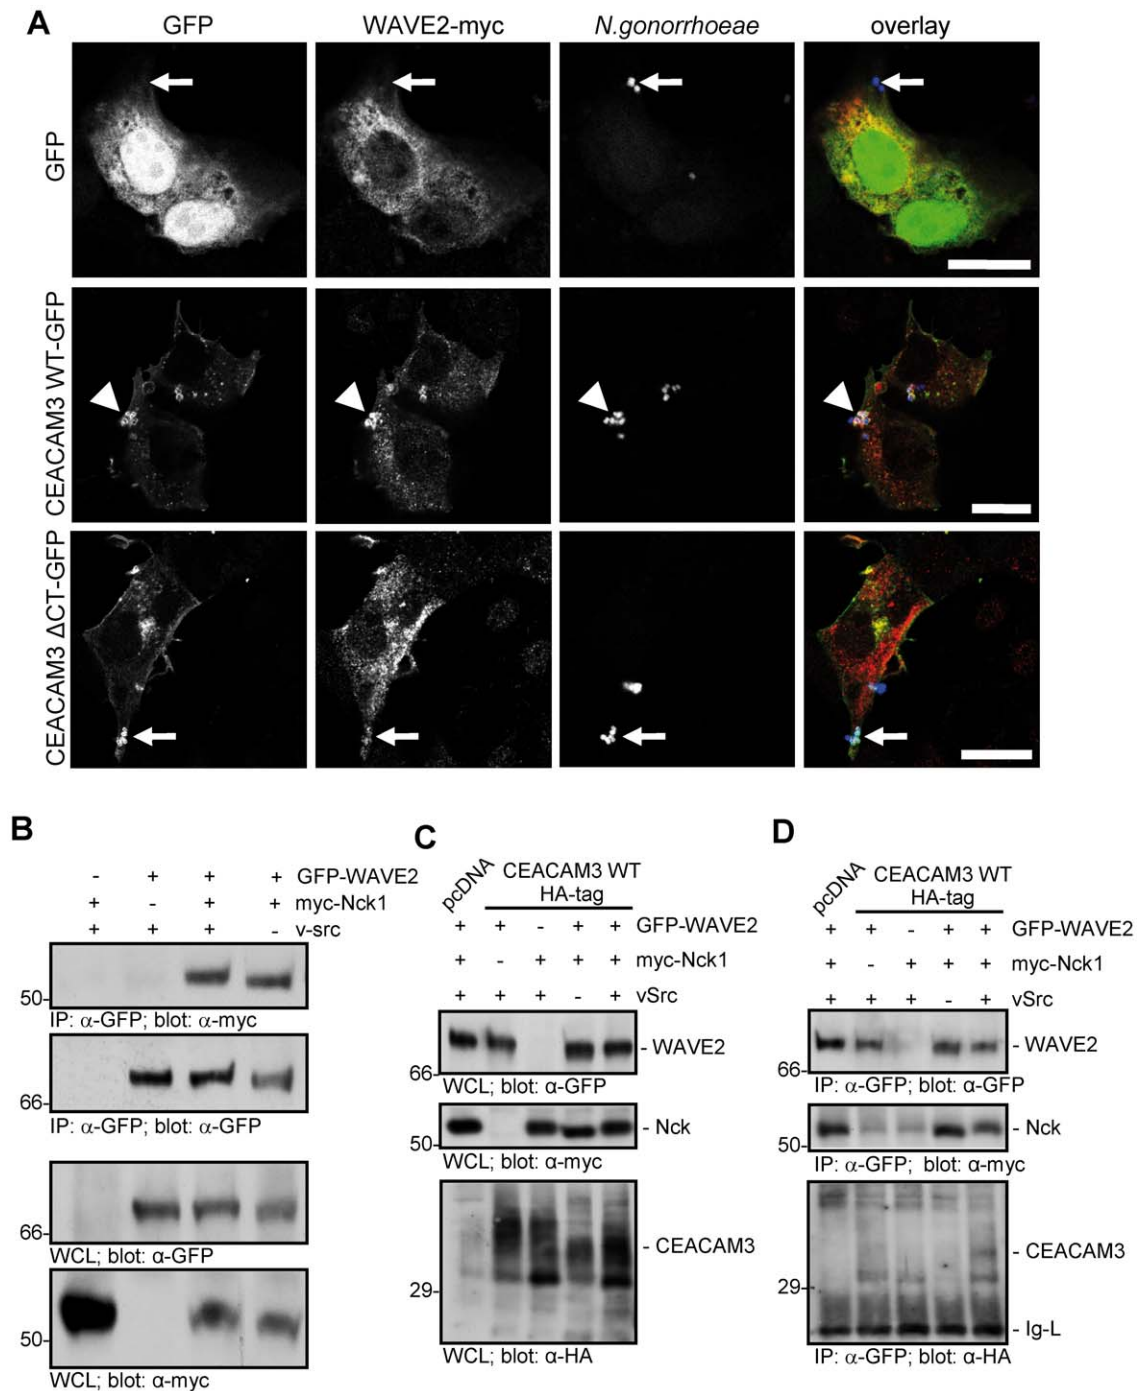 A
GFP WAVE2-myc N.gonorrhoeae overlay
GFP
CEACAM3 WT-GFP
CEACAM3 ΔCT-GFP
B
- + + + GFP-WAVE2
+ - + + myc-Nck1
+ + + - v-src
50-
IP: α-GFP; blot: α-myc
66-
IP: α-GFP; blot: α-GFP
66-
WCL; blot: α-GFP
50-
WCL; blot: α-myc
C
pcDNA
CEACAM3 WT
HA-tag
+ + - + + GFP-WAVE2
+ - + + + myc-Nck1
+ + + - + vSrc
- WAVE2
66-
WCL; blot: α-GFP
- Nck
50-
WCL; blot: α-myc
- CEACAM3
29-
WCL; blot: α-HA
D
pcDNA
CEACAM3 WT
HA-tag
+ + - + + GFP-WAVE2
+ - + + + myc-Nck1
+ + + - + vSrc
- WAVE2
66-
IP: α-GFP; blot: α-GFP
- Nck
50-
IP: α-GFP; blot: α-myc
- CEACAM3
29-
- Ig-L
IP: α-GFP; blot: α-HA